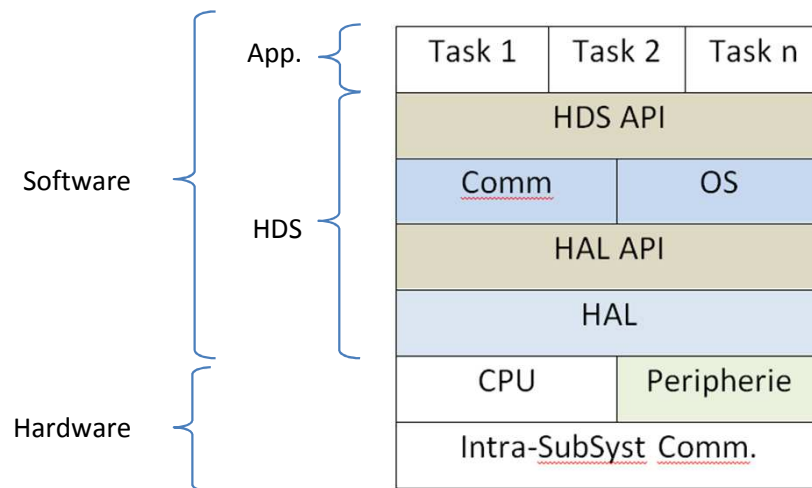 App.
Task 1 Task 2 Task n
HDS API
Software
Comm OS
HDS
HAL API
HAL
CPU Peripherie
Hardware
Intra-SubSyst Comm.